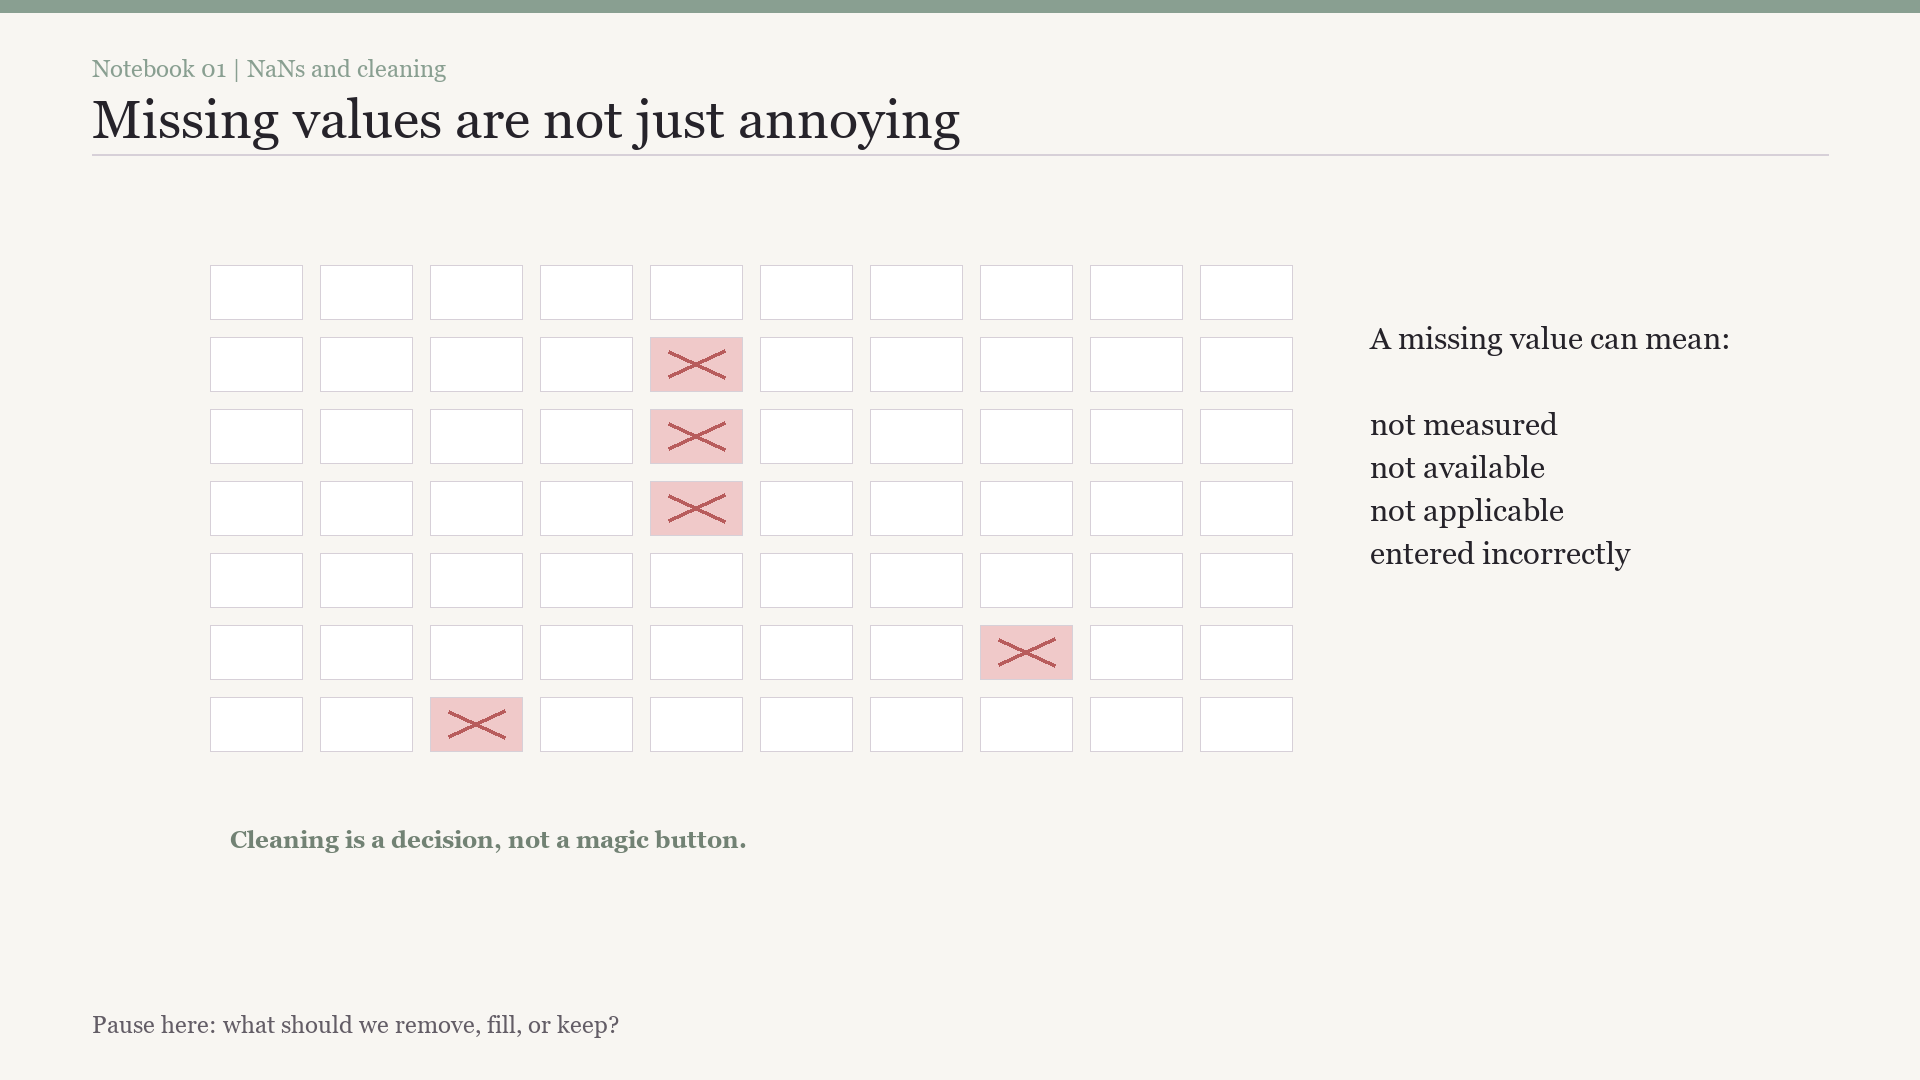 Notebook 01 | NaNs and cleaning
Missing values are not just annoying
A missing value can mean:
not measured
not available
not applicable
entered incorrectly
Cleaning is a decision, not a magic button.
Pause here: what should we remove, fill, or keep?